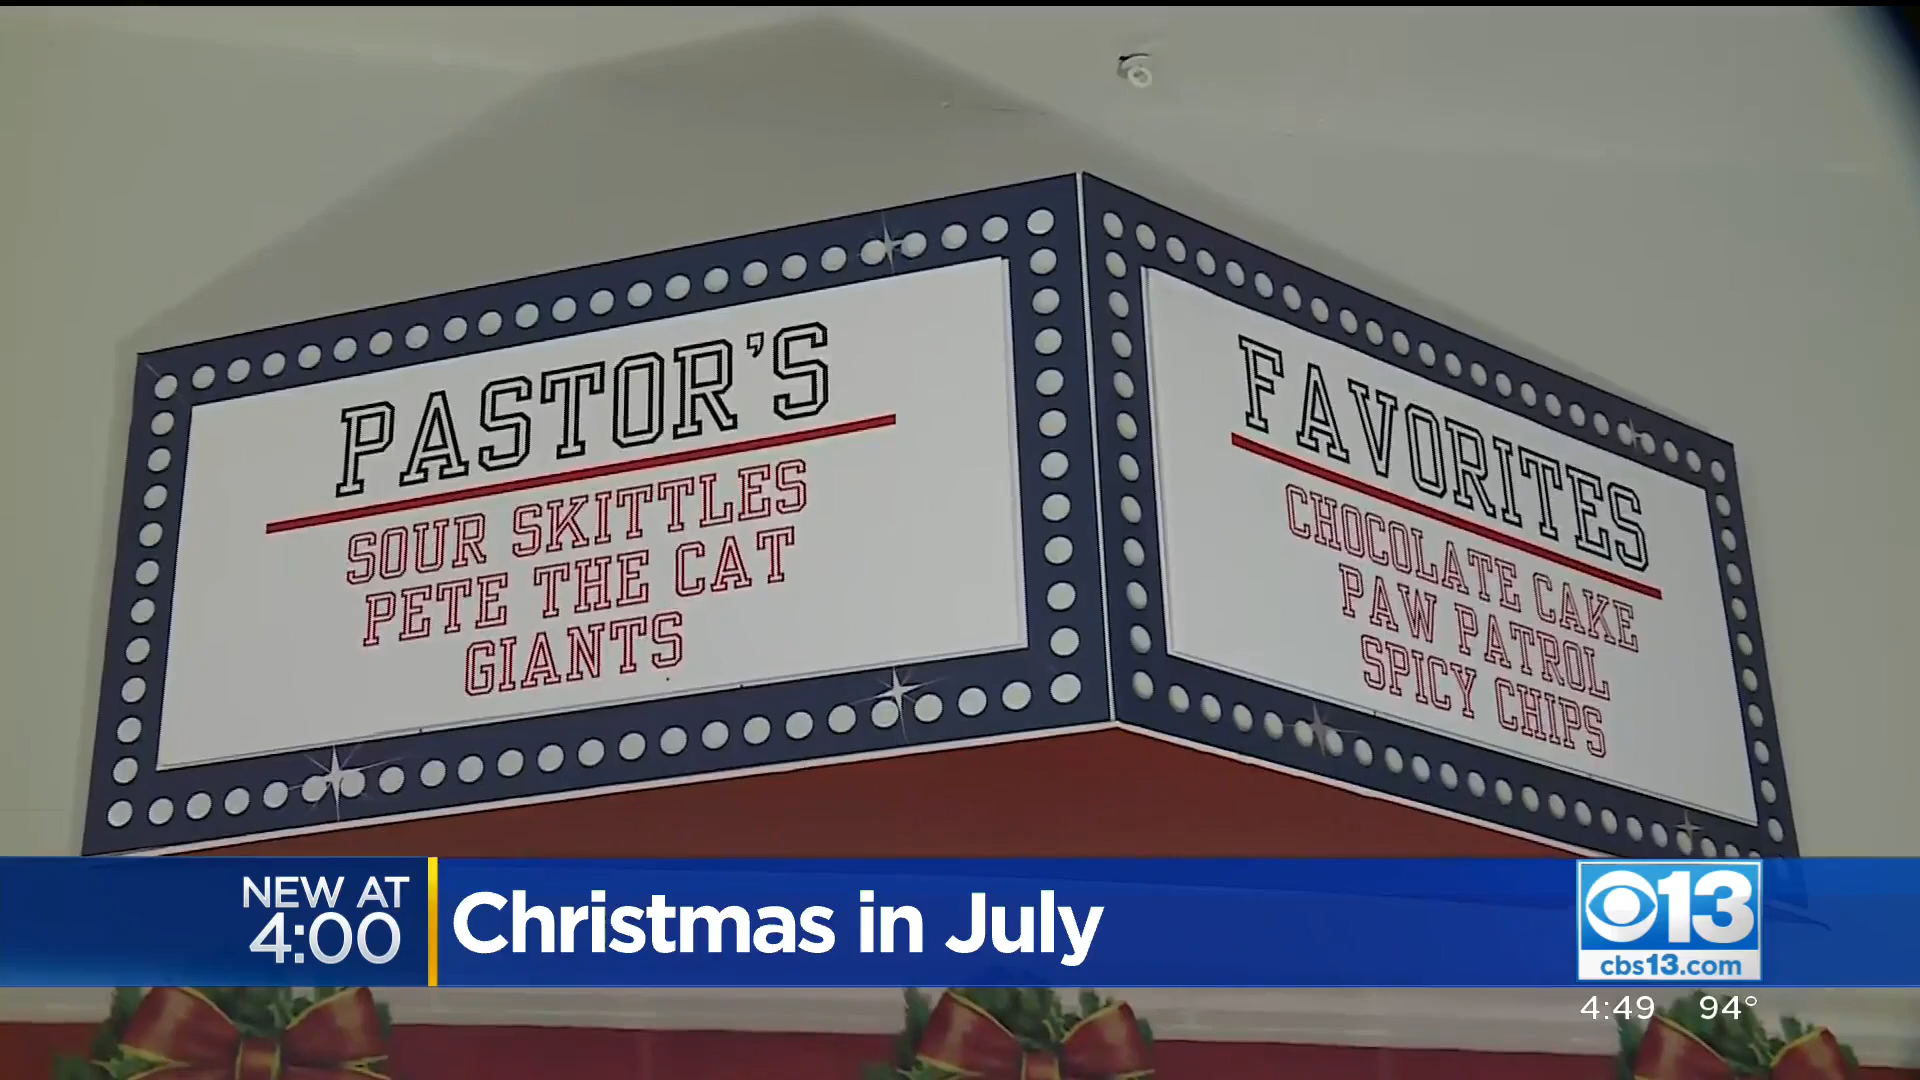 PASTOR'S
SOUR SKITTLES
PETE THE CAT
GIANTS
FAVORITES
CHOCOLATE CAKE
PAW PATROL
SPICY CHIPS
NEW AT
4:00
Christmas in July
13
cbs13.com
4:49 94°